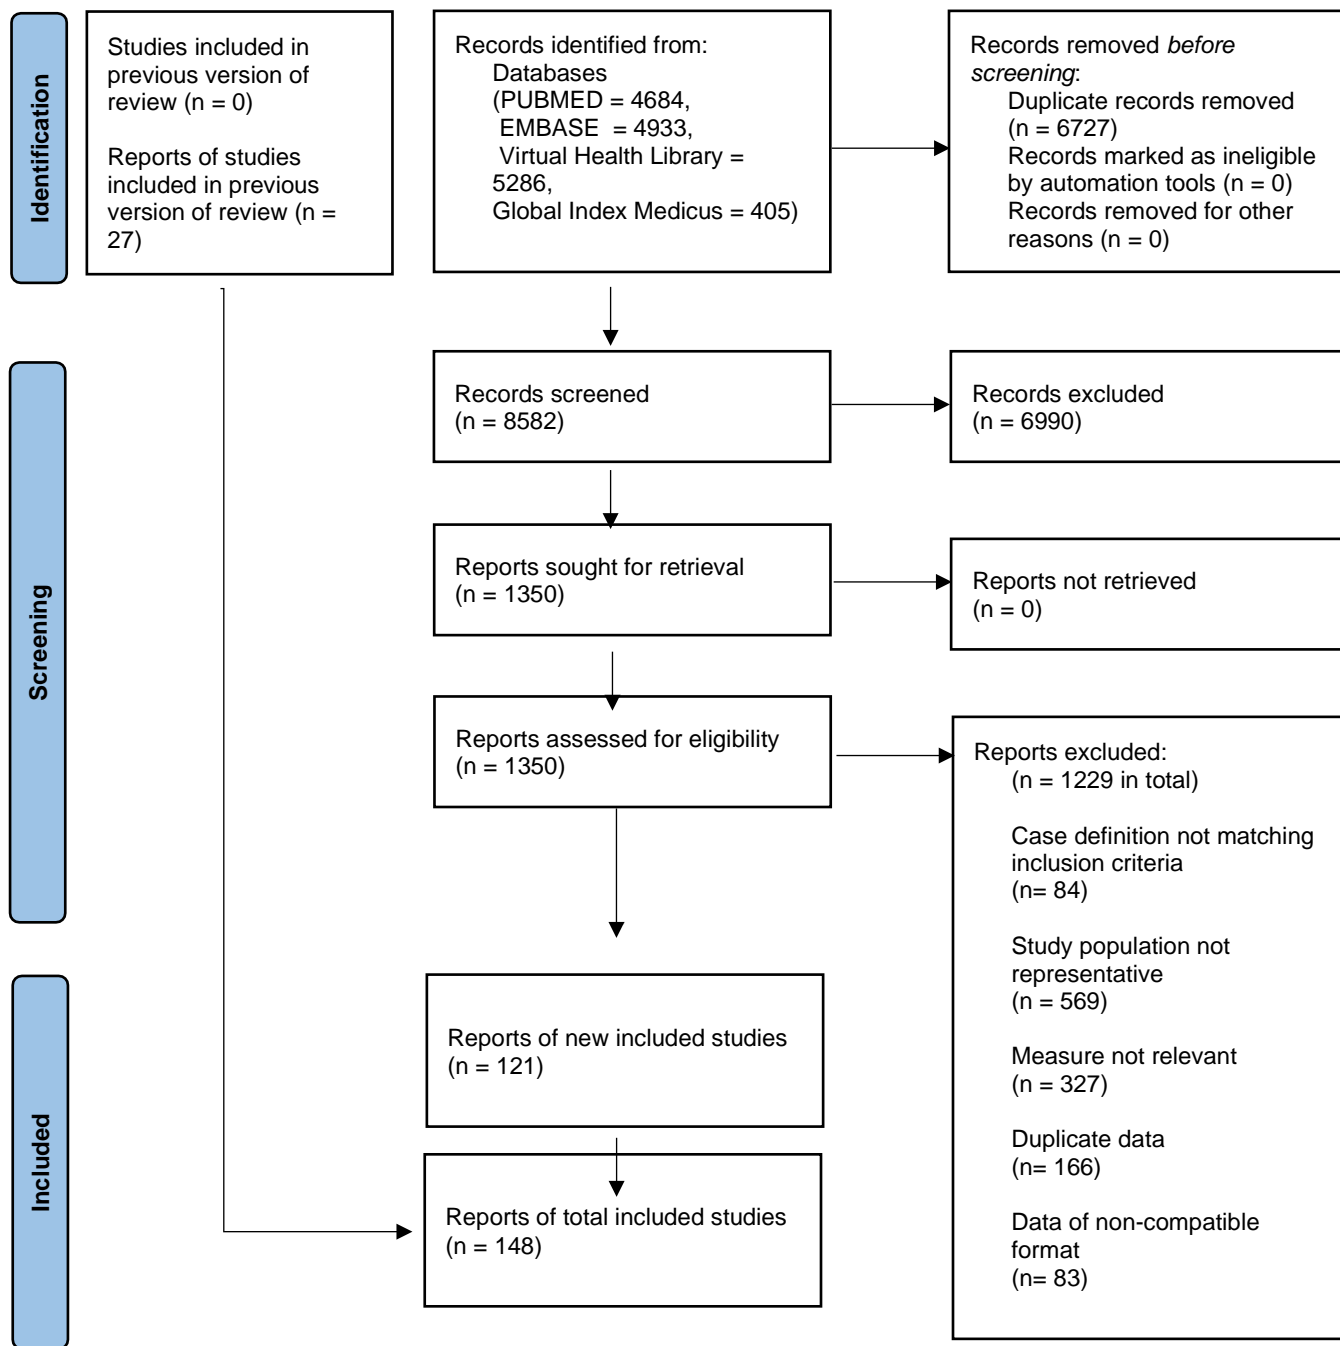 Identification
Studies included in
previous version of
review (n = 0)
Reports of studies
included in previous
version of review (n =
27)
Records identified from:
Databases
(PUBMED = 4684,
EMBASE  = 4933,
Virtual Health Library =
5286,
Global Index Medicus = 405)
Records removed before
screening:
Duplicate records removed
(n = 6727)
Records marked as ineligible
by automation tools (n = 0)
Records removed for other
reasons (n = 0)
Screening
Records screened
(n = 8582)
Records excluded
(n = 6990)
Reports sought for retrieval
(n = 1350)
Reports not retrieved
(n = 0)
Reports assessed for eligibility
(n = 1350)
Reports excluded:
(n = 1229 in total)
Case definition not matching
inclusion criteria
(n= 84)
Study population not
representative
(n = 569)
Measure not relevant
(n = 327)
Duplicate data
(n= 166)
Data of non-compatible
format
(n= 83)
Included
Reports of new included studies
(n = 121)
Reports of total included studies
(n = 148)